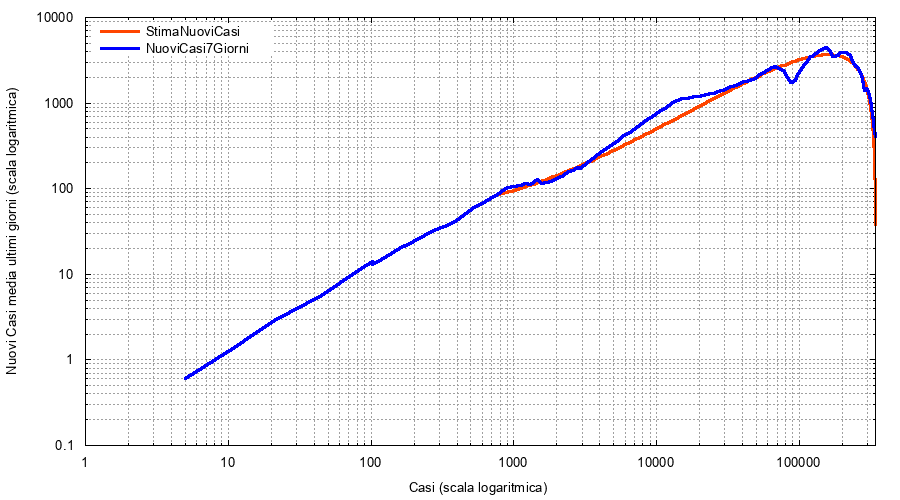 10000
1000
100
10
1
0.1
StimaNuoviCasi
NuoviCasi7Giorni
Nuovi Casi media ultimi giorni (scala logaritmica)
1 10 100 1000 10000 100000
Casi (scala logaritmica)